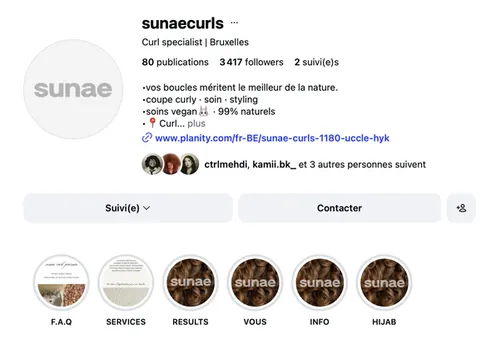 sunaecurls ...
Curl specialist | Bruxelles
80 publications 3 417 followers 2 suivi(e)s
sunae
•vos boucles méritent le meilleur de la nature.
•coupe curly · soin · styling
•soins vegan🐰 · 99% naturels
•📍Curl... plus
www.planity.com/fr-BE/sunae-curls-1180-uccle-hyk
ctrlmehdi, kamii.bk_ et 3 autres personnes suivent
Suivi(e)
Contacter
sunae sunae sunae sunae
F.A.Q SERVICES RESULTS VOUS INFO HIJAB